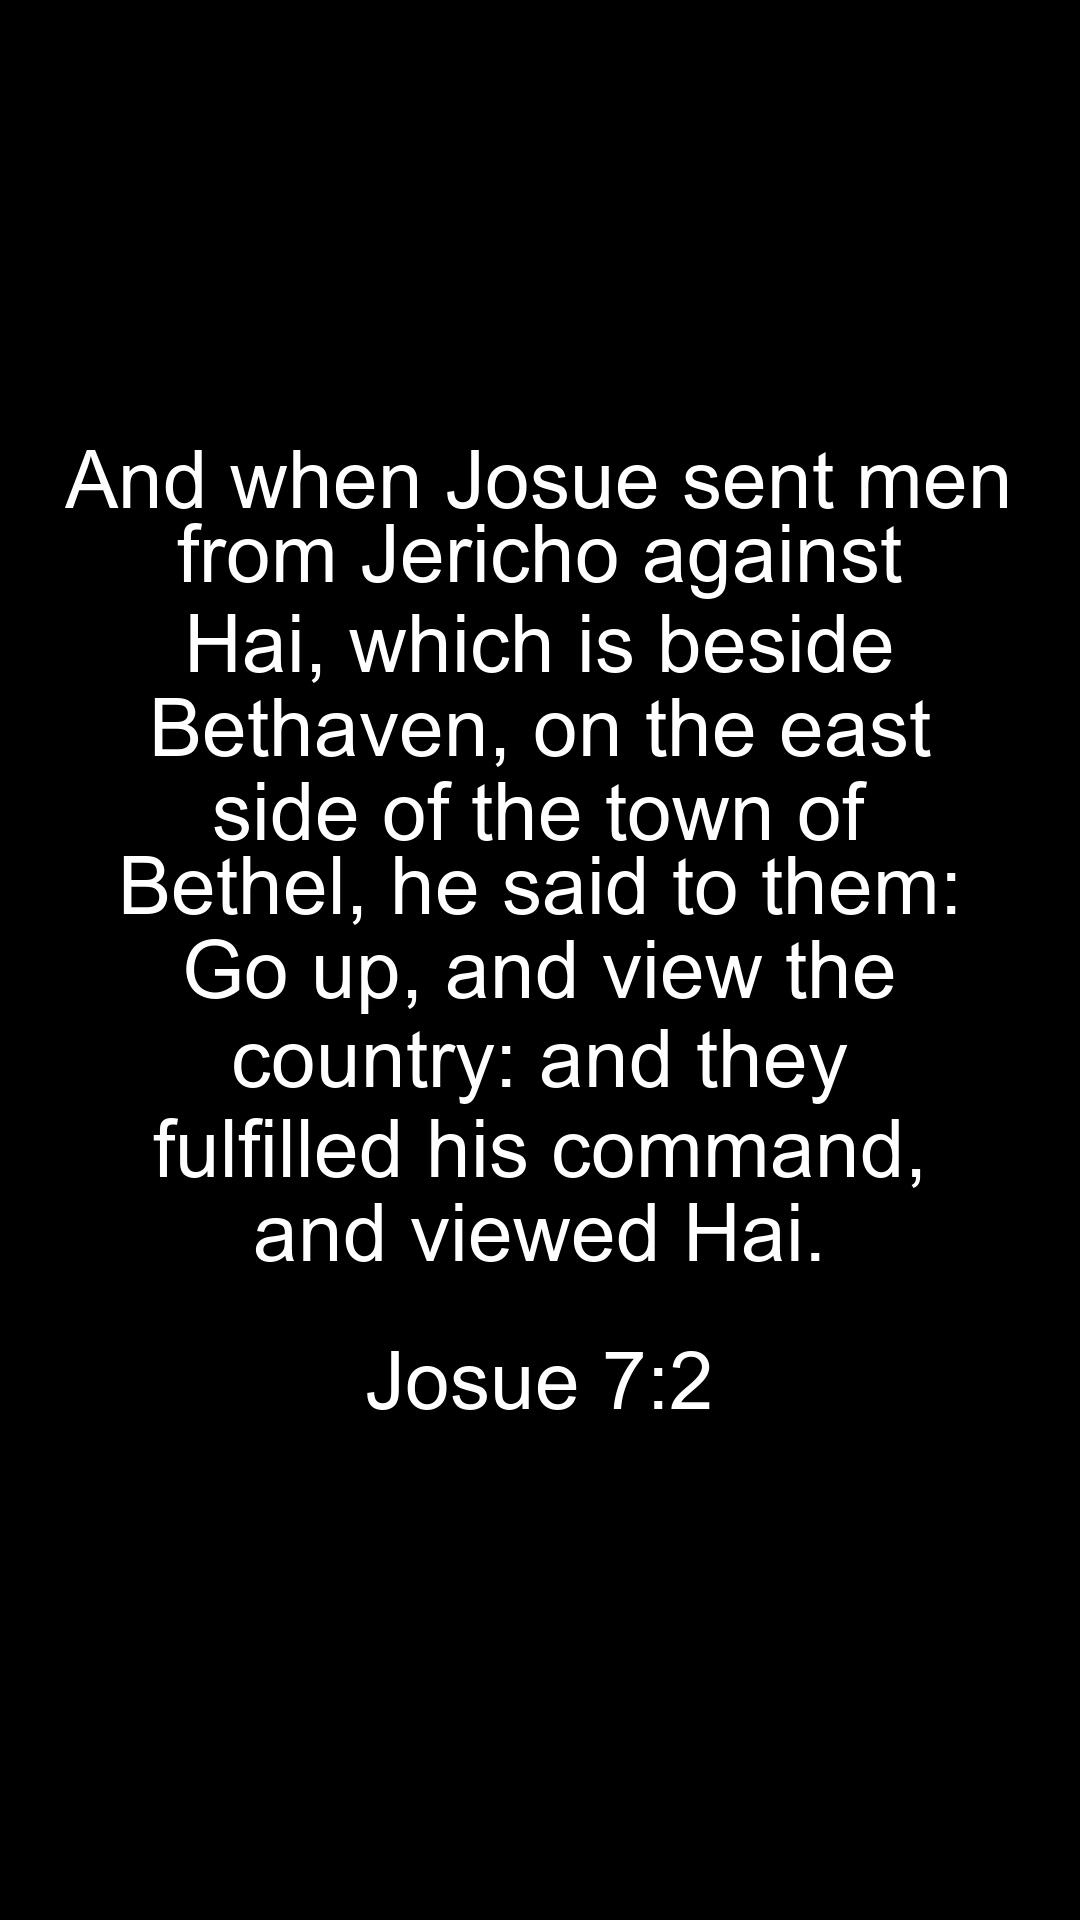 And when Josue sent men
from Jericho against
Hai, which is beside
Bethaven, on the east
side of the town of
Bethel, he said to them:
Go up, and view the
country: and they
fulfilled his command,
and viewed Hai.
Josue 7:2